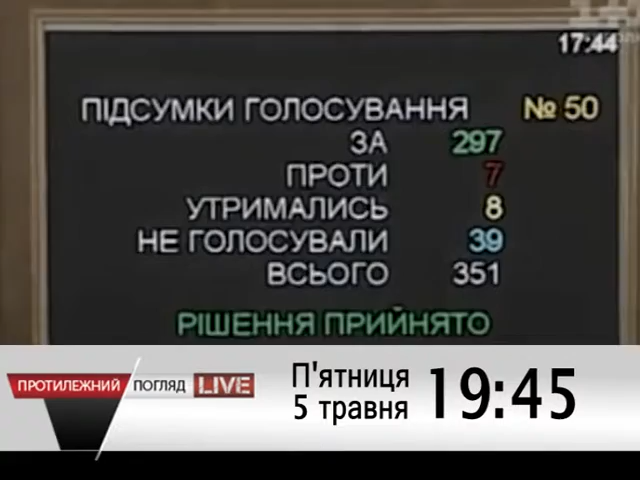 17:44
ПІДСУМКИ ГОЛОСУВАННЯ № 50
ЗА 297
ПРОТИ 7
УТРИМАЛИСЬ 8
НЕ ГОЛОСУВАЛИ 39
ВСЬОГО 351
РІШЕННЯ ПРИЙНЯТО
ПРОТИЛЕЖНИЙ ПОГЛЯД LIVE
П'ятниця
5 травня
19:45